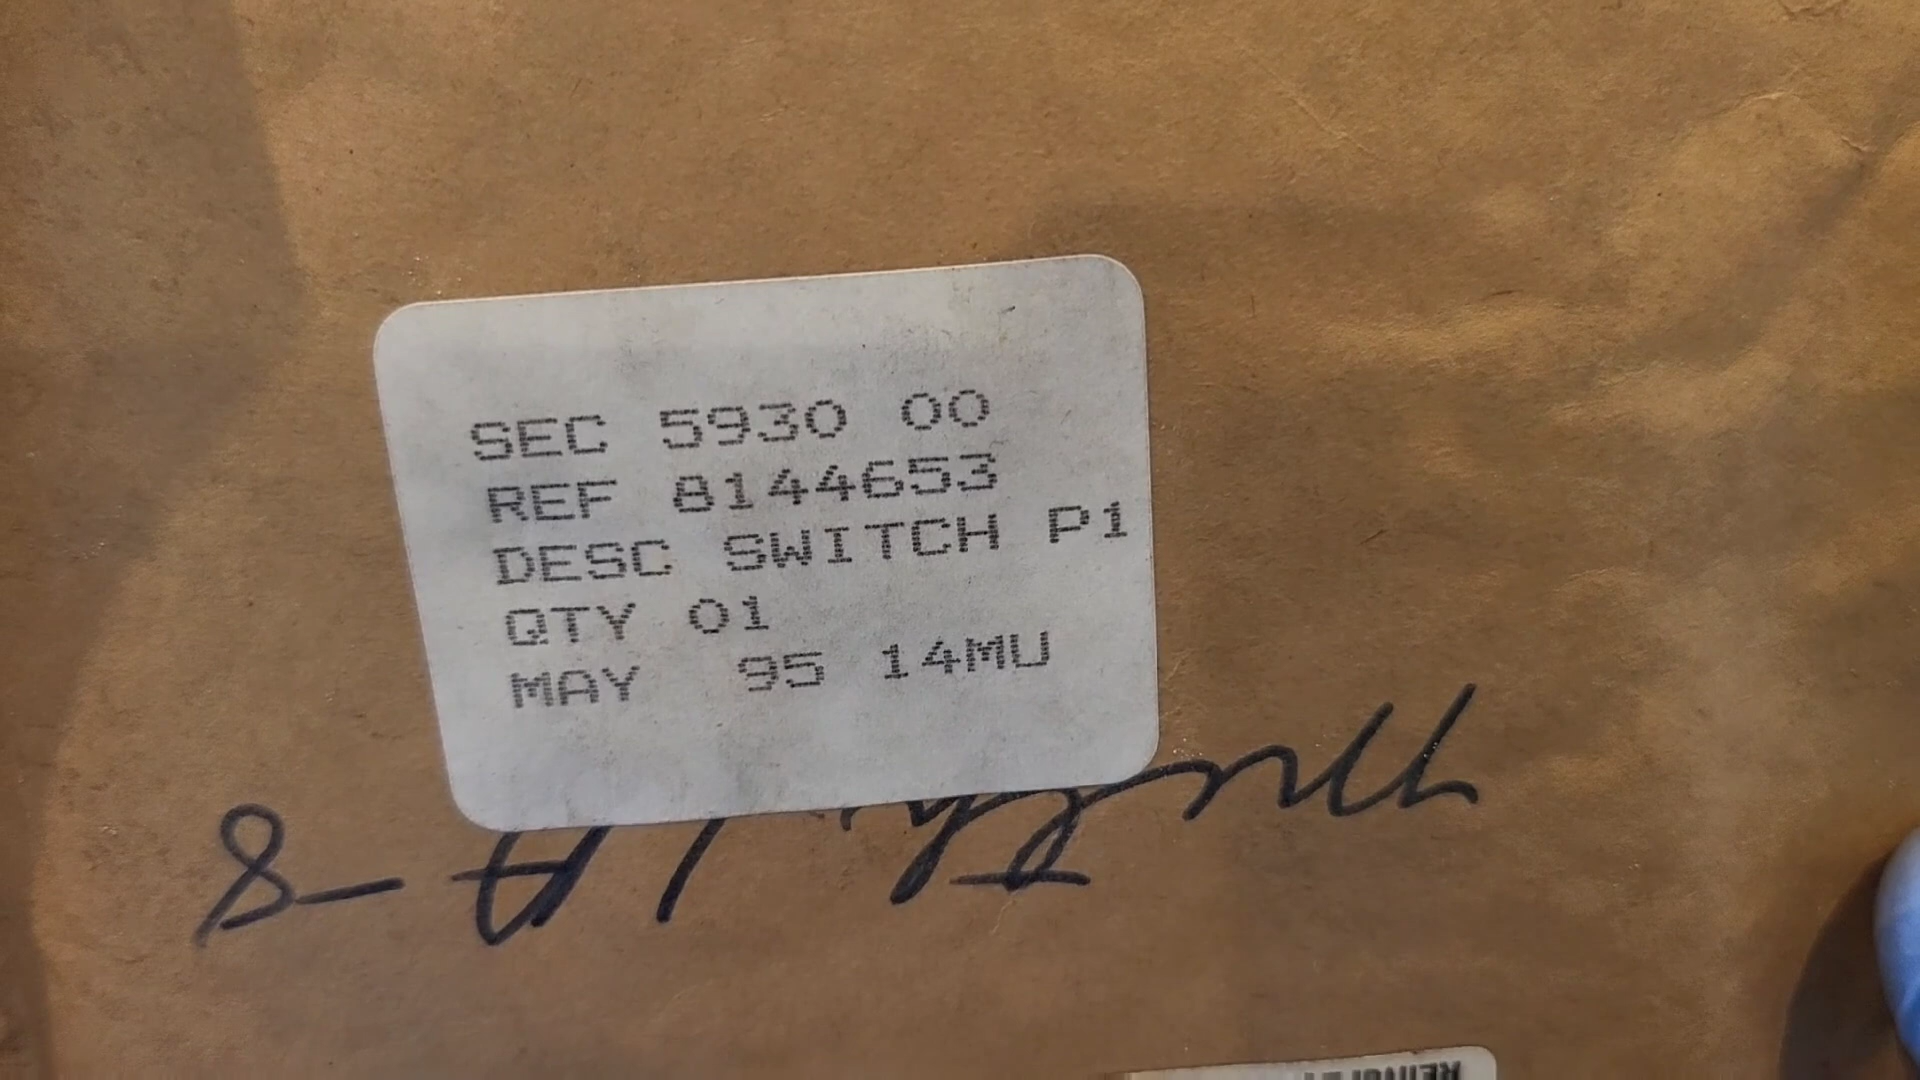 SEC 5930 00
REF 8144653
DESC SWITCH P1
QTY 01
MAY 95 14MU